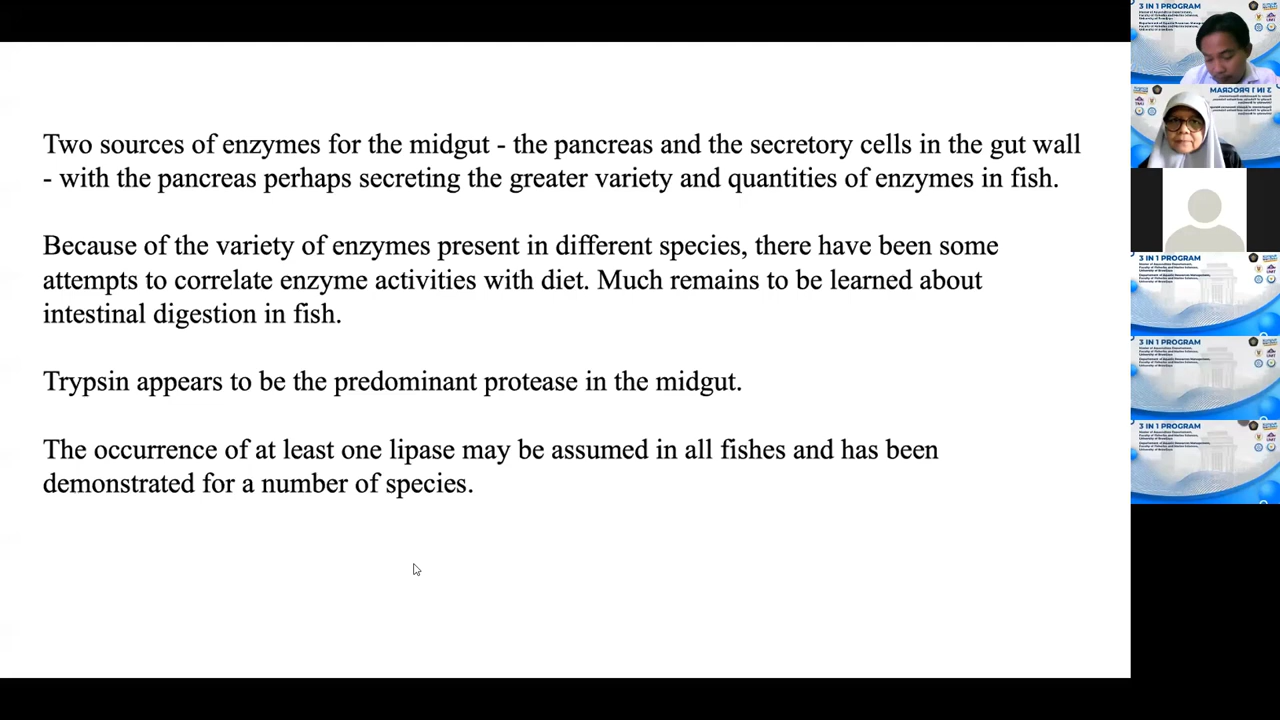 Two sources of enzymes for the midgut - the pancreas and the secretory cells in the gut wall
- with the pancreas perhaps secreting the greater variety and quantities of enzymes in fish.
Because of the variety of enzymes present in different species, there have been some
attempts to correlate enzyme activities with diet. Much remains to be learned about
intestinal digestion in fish.
Trypsin appears to be the predominant protease in the midgut.
The occurrence of at least one lipase may be assumed in all fishes and has been
demonstrated for a number of species.
3 IN 1 PROGRAM
3 IN 1 PROGRAM
3 IN 1 PROGRAM
3 IN 1 PROGRAM
3 IN 1 PROGRAM